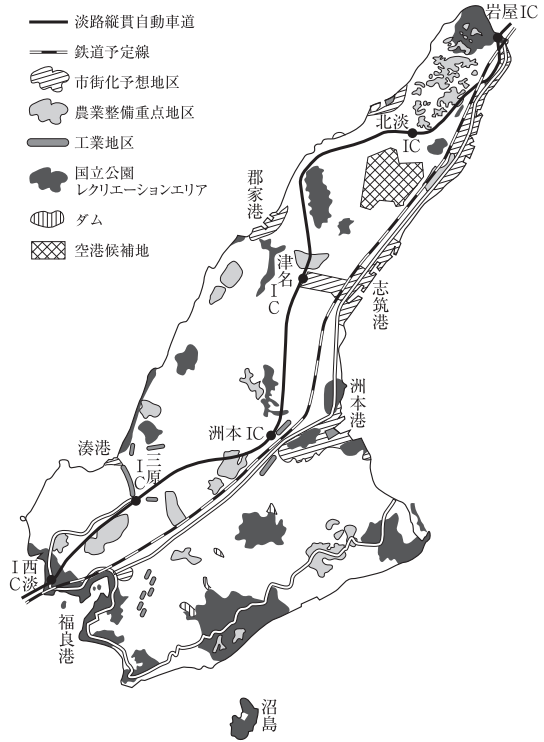 淡路縦貫自動車道
鉄道予定線
市街化予想地区
農業整備重点地区
工業地区
国立公園
レクリエーションエリア
ダム
空港候補地
岩屋IC
北淡
IC
郡家港
津名
IC
志筑港
洲本港
洲本IC
湊港
三原
IC
西淡
IC
福良港
沼島